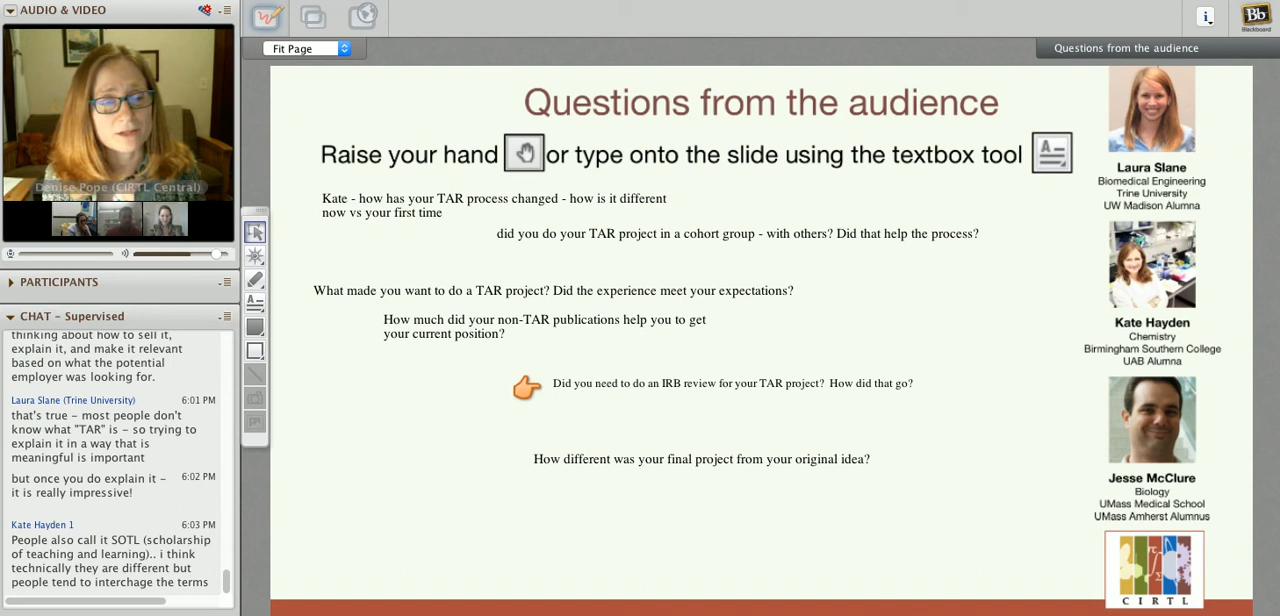 AUDIO & VIDEO
Denise Pope (CIRTL Central)
PARTICIPANTS
CHAT - Supervised
thinking about how to sell it,
explain it, and make it relevant
based on what the potential
employer was looking for.
Laura Slane (Trine University) 6:01 PM
that's true - most people don't
know what "TAR" is - so trying to
explain it in a way that is
meaningful is important
but once you do explain it - 6:02 PM
it is really impressive!
Kate Hayden 1 6:03 PM
People also call it SOTL (scholarship
of teaching and learning).. i think
technically they are different but
people tend to interchage the terms
Fit Page
Questions from the audience
Bb
Blackboard
Questions from the audience
Raise your hand or type onto the slide using the textbox tool
Kate - how has your TAR process changed - how is it different
now vs your first time
did you do your TAR project in a cohort group - with others? Did that help the process?
What made you want to do a TAR project? Did the experience meet your expectations?
How much did your non-TAR publications help you to get
your current position?
Did you need to do an IRB review for your TAR project? How did that go?
How different was your final project from your original idea?
Laura Slane
Biomedical Engineering
Trine University
UW Madison Alumna
Kate Hayden
Chemistry
Birmingham Southern College
UAB Alumna
Jesse McClure
Biology
UMass Medical School
UMass Amherst Alumnus
CIRTL